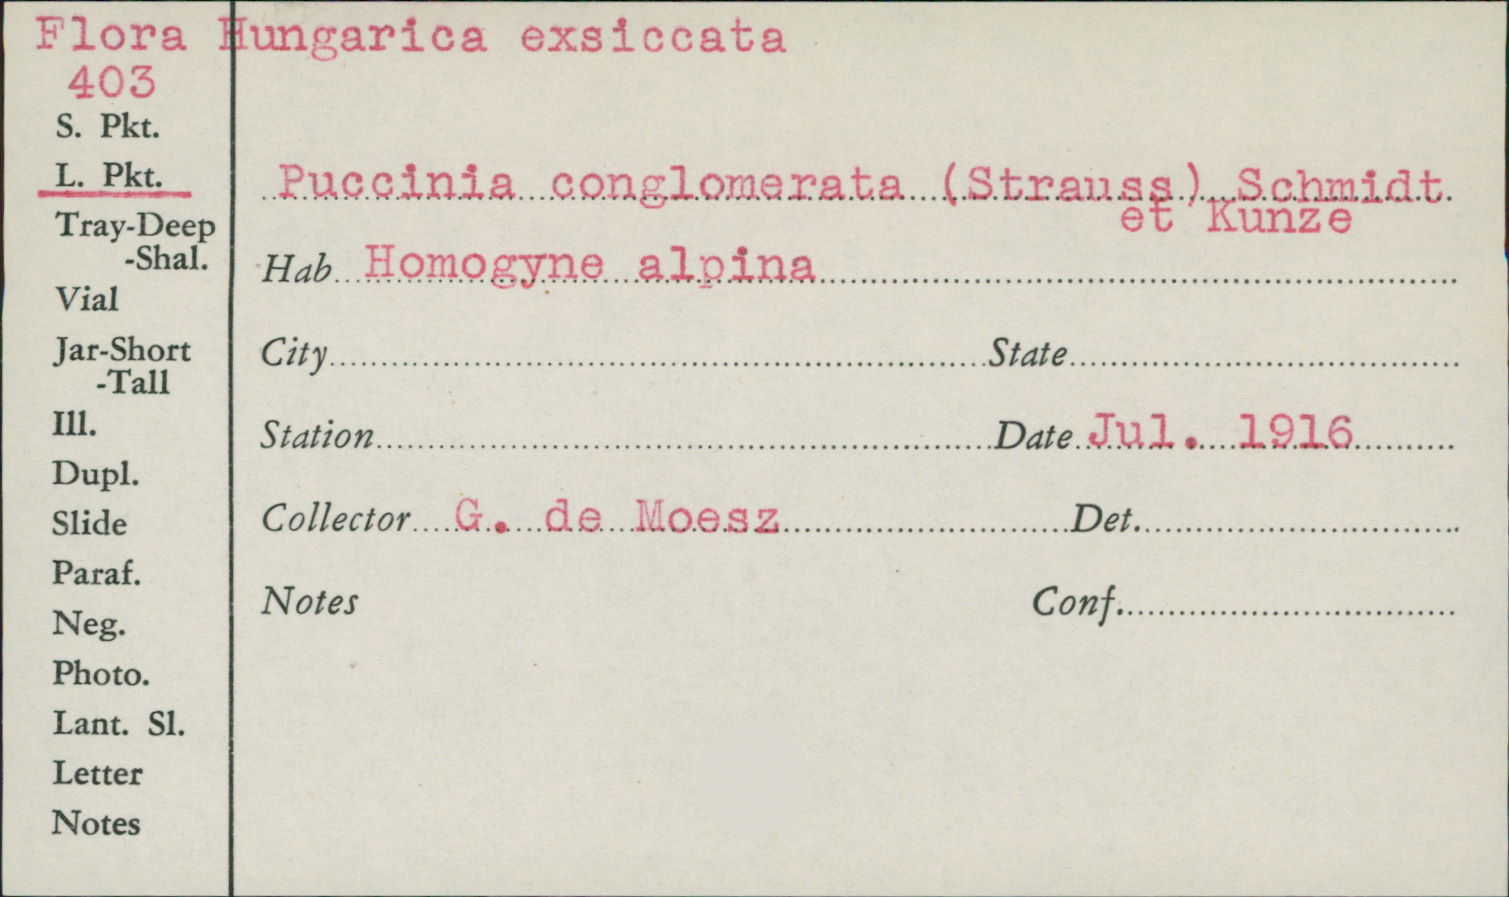 Flora Hungarica exsiccata
403
S. Pkt.
L. Pkt.
Tray-Deep
-Shal.
Vial
Jar-Short
-Tall
Ill.
Dupl.
Slide
Paraf.
Neg.
Photo.
Lant. Sl.
Letter
Notes
Puccinia conglomerata (Strauss) Schmidt
et Kunze
Hab Homogyne alpina
City State
Station Date Jul. 1916
Collector G. de Moesz Det.
Notes Conf.